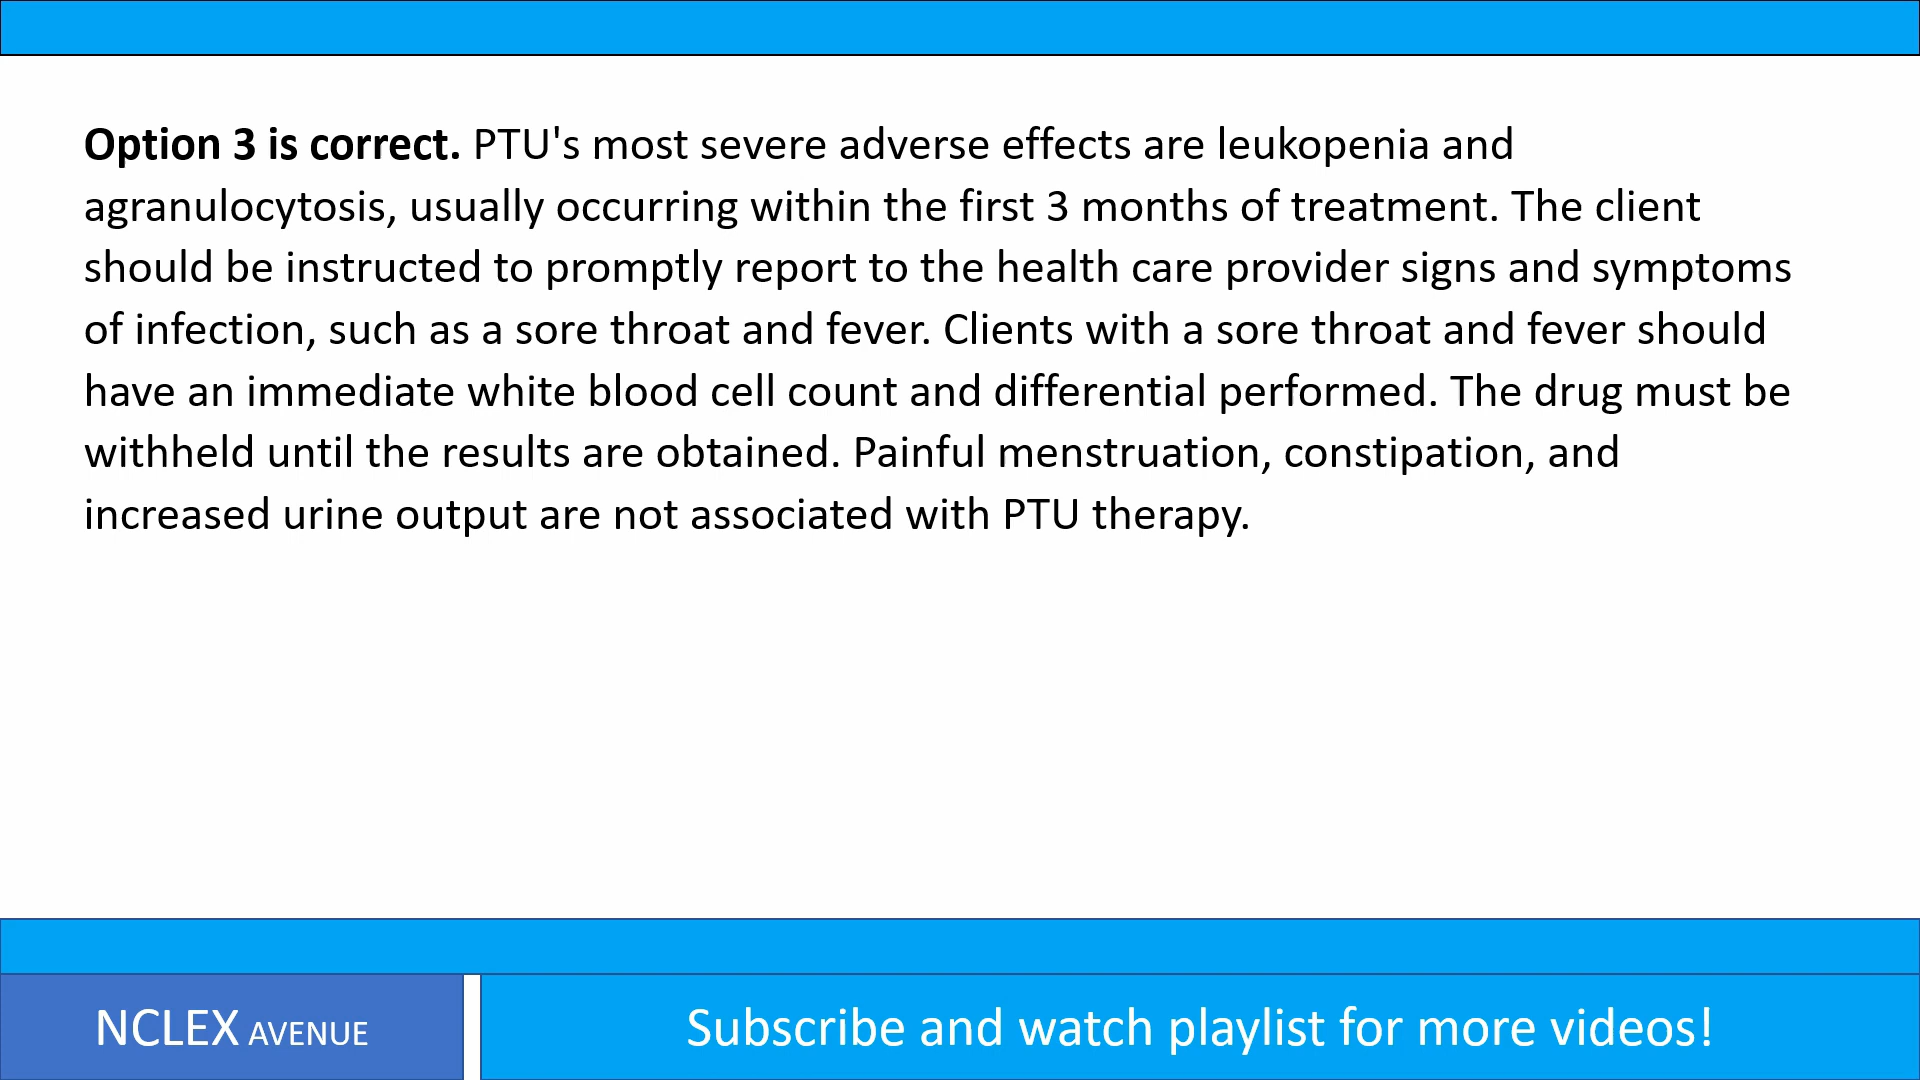 Option 3 is correct. PTU's most severe adverse effects are leukopenia and
agranulocytosis, usually occurring within the first 3 months of treatment. The client
should be instructed to promptly report to the health care provider signs and symptoms
of infection, such as a sore throat and fever. Clients with a sore throat and fever should
have an immediate white blood cell count and differential performed. The drug must be
withheld until the results are obtained. Painful menstruation, constipation, and
increased urine output are not associated with PTU therapy.
NCLEX AVENUE
Subscribe and watch playlist for more videos!